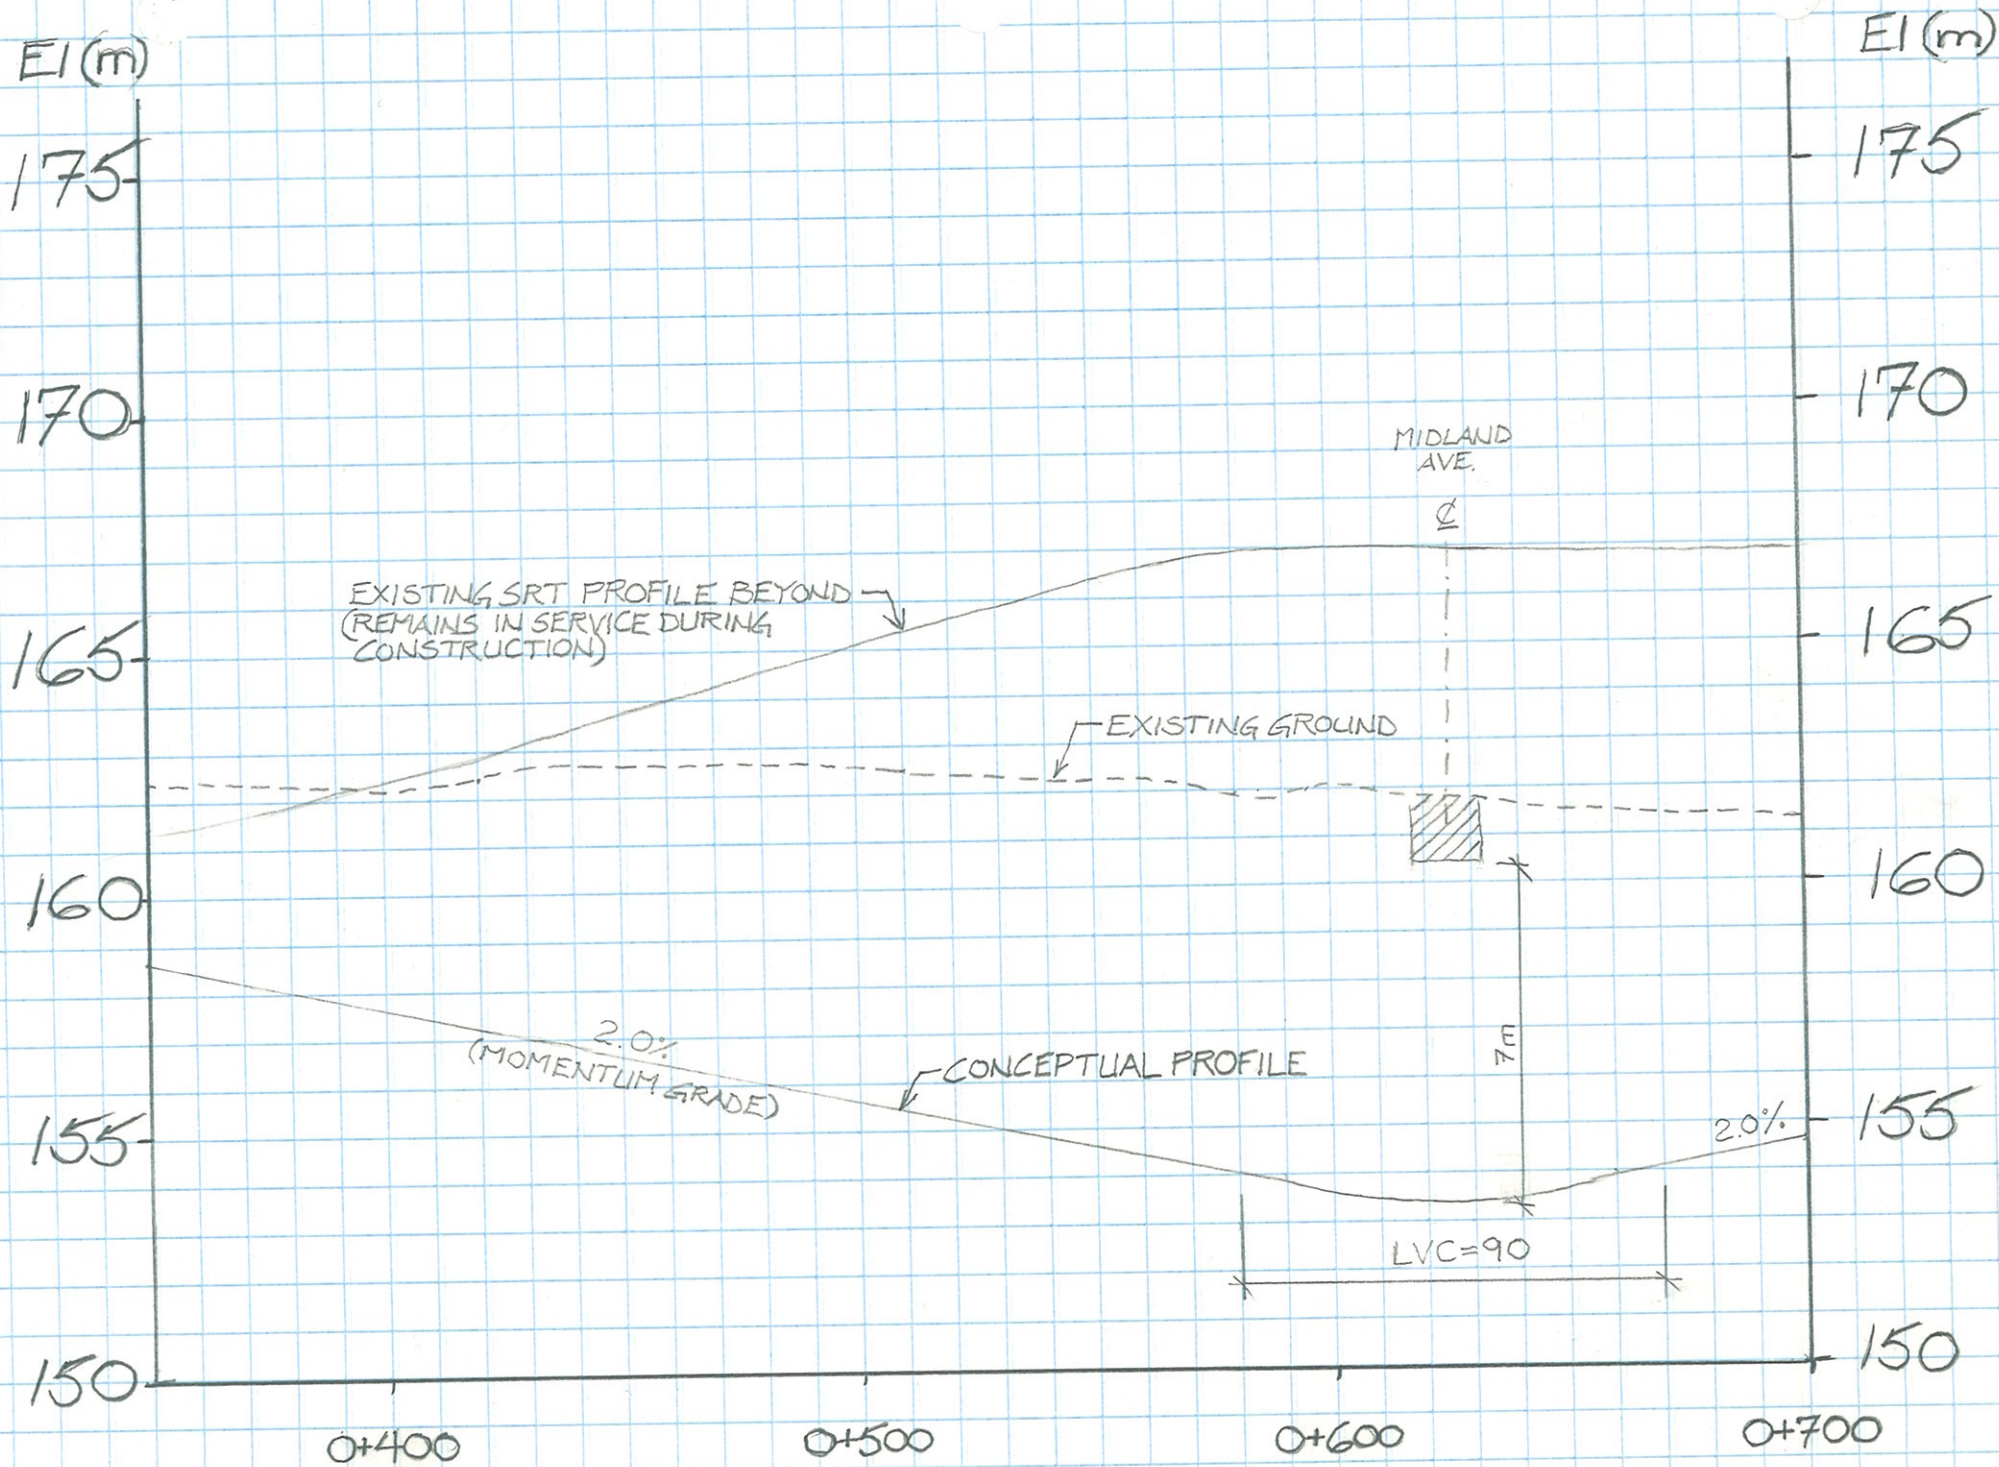 El (m)
El (m)
175
175
170
170
MIDLAND
AVE.
℄
EXISTING SRT PROFILE BEYOND
(REMAINS IN SERVICE DURING
CONSTRUCTION)
165
165
EXISTING GROUND
160
160
2.0%
(MOMENTUM GRADE)
CONCEPTUAL PROFILE
7m
2.0%
155
155
LVC=90
150
150
0+400
0+500
0+600
0+700